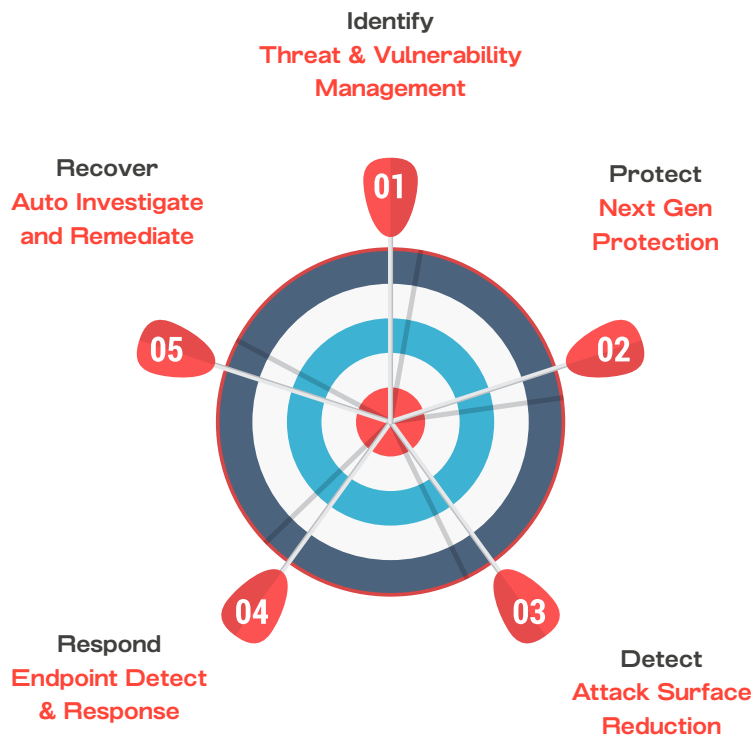 Identify
Threat & Vulnerability
Management
01
Protect
Next Gen
Protection
02
03
Detect
Attack Surface
Reduction
04
Respond
Endpoint Detect
& Response
05
Recover
Auto Investigate
and Remediate